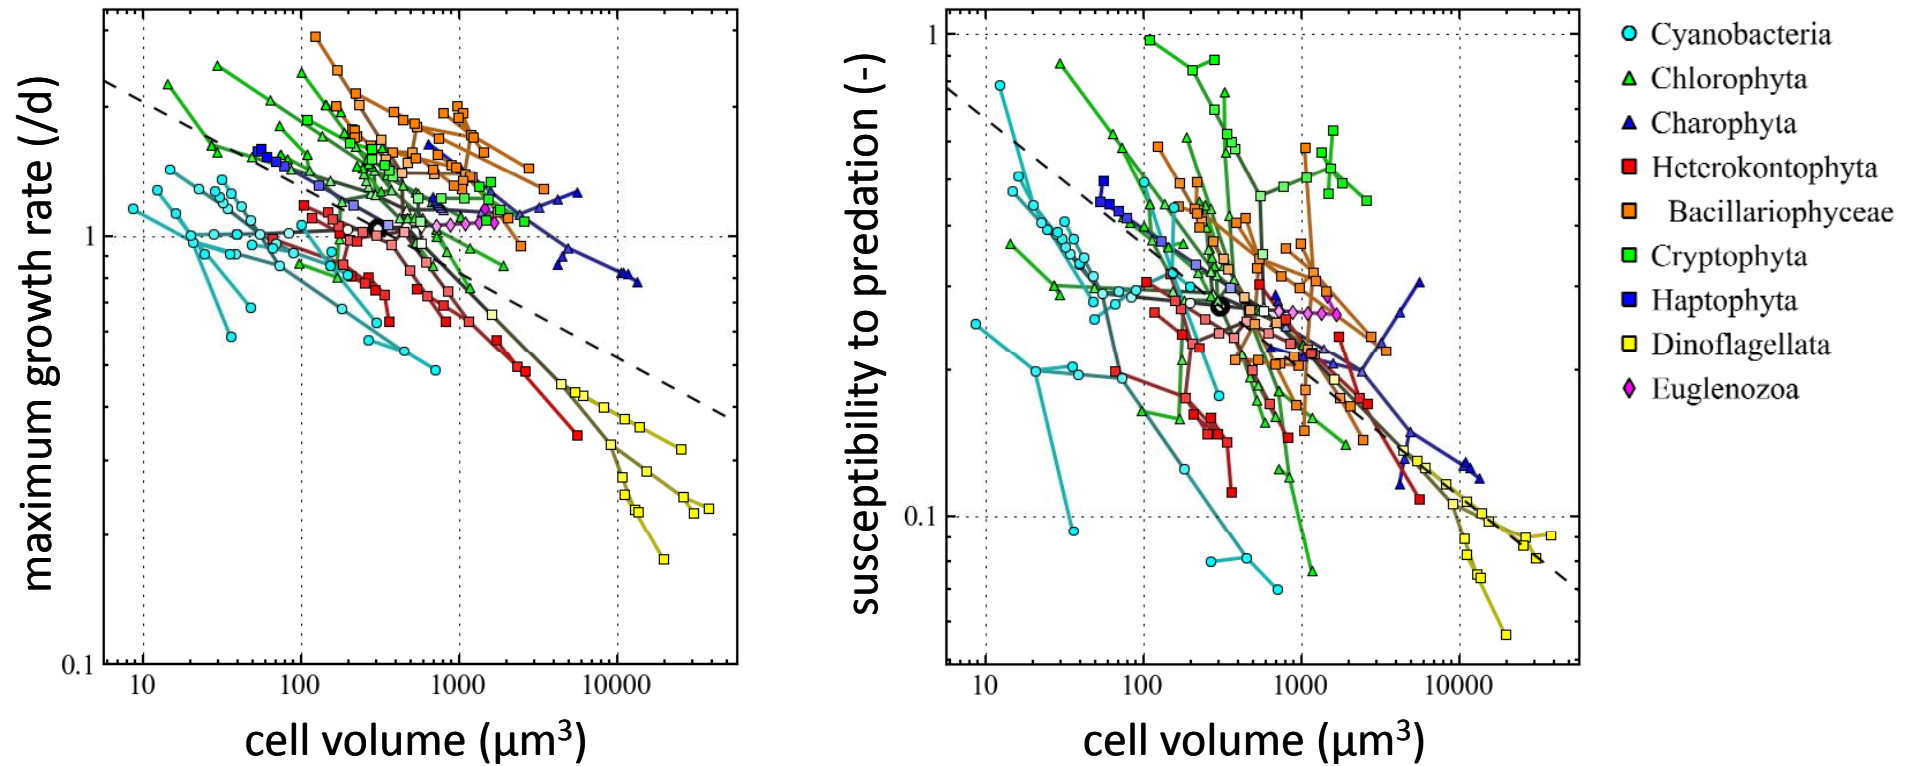 maximum growth rate (/d)
1
0.1
10
100
1000
10000
cell volume (μm³)
susceptibility to predation (-)
1
0.1
10
100
1000
10000
cell volume (μm³)
Cyanobacteria
Chlorophyta
Charophyta
Heterokontophyta
Bacillariophyceae
Cryptophyta
Haptophyta
Dinoflagellata
Euglenozoa